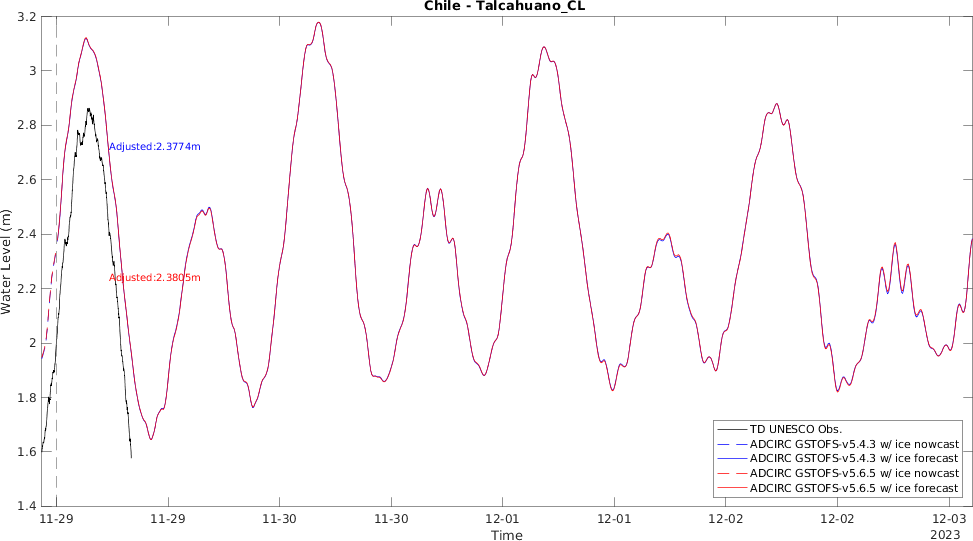 Chile - Talcahuano_CL
3.2
3
2.8
2.6
2.4
2.2
2
1.8
1.6
1.4
Water Level (m)
Adjusted:2.3774m
Adjusted:2.3805m
TD UNESCO Obs.
ADCIRC GSTOFS-v5.4.3 w/ ice nowcast
ADCIRC GSTOFS-v5.4.3 w/ ice forecast
ADCIRC GSTOFS-v5.6.5 w/ ice nowcast
ADCIRC GSTOFS-v5.6.5 w/ ice forecast
11-29 11-29 11-30 11-30 12-01 12-01 12-02 12-02 12-03
Time 2023